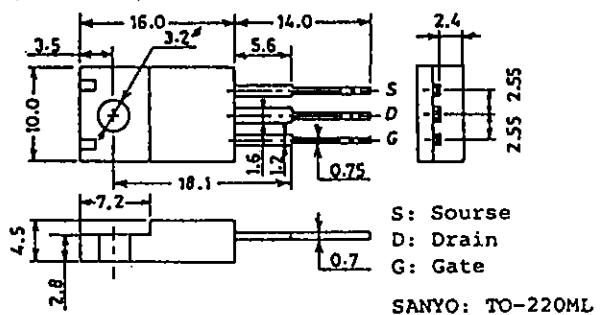 16.0
14.0
3.5
3.2ø
5.6
2.4
S
D
G
10.0
2.55
2.55
1.6
1.2
0.75
18.1
7.2
4.5
2.8
0.7
S: Sourse
D: Drain
G: Gate
SANYO: TO-220ML